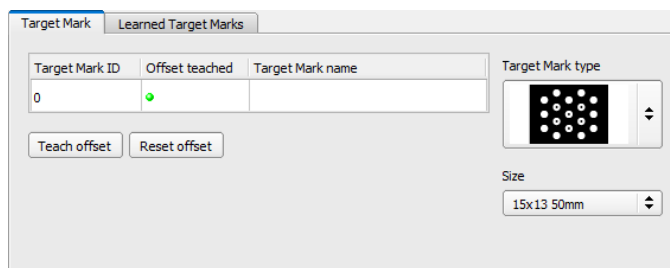 Target Mark
Learned Target Marks
Target Mark ID
Offset teached
Target Mark name
Target Mark type
0
Teach offset
Reset offset
Size
15x13 50mm